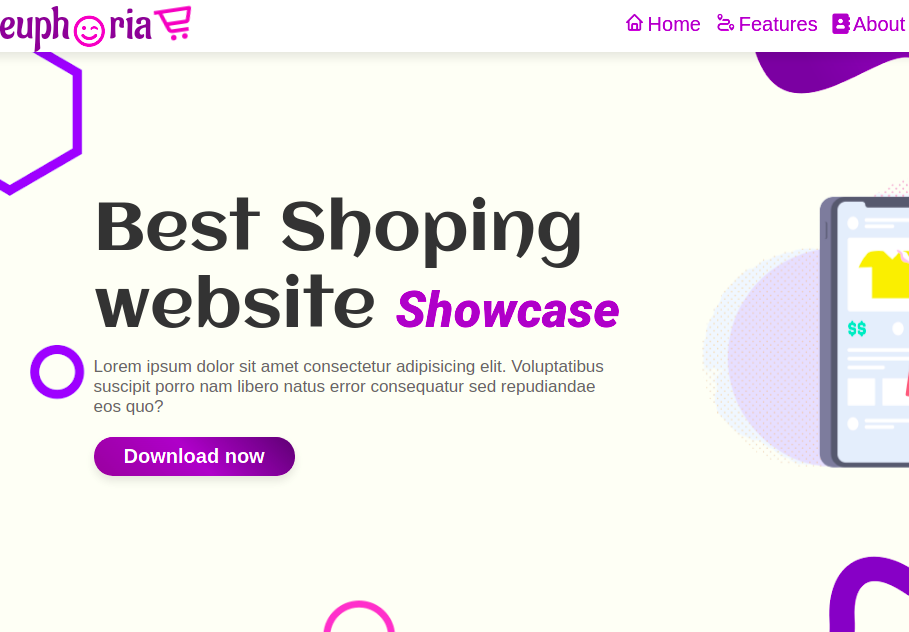 euphoria
Home Features About
Best Shoping
website Showcase
Lorem ipsum dolor sit amet consectetur adipisicing elit. Voluptatibus
suscipit porro nam libero natus error consequatur sed repudiandae
eos quo?
Download now
$$